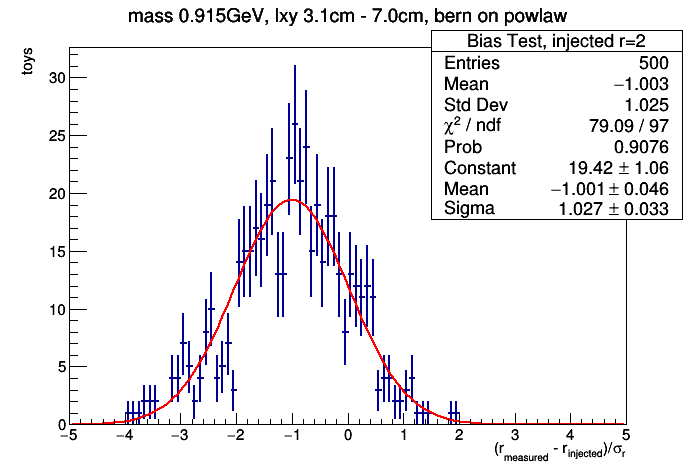 mass 0.915GeV, lxy 3.1cm - 7.0cm, bern on powlaw
Bias Test, injected r=2
Entries 500
Mean −1.003
Std Dev 1.025
χ² / ndf 79.09 / 97
Prob 0.9076
Constant 19.42 ± 1.06
Mean −1.001 ± 0.046
Sigma 1.027 ± 0.033
toys
30
25
20
15
10
5
0
−5 −4 −3 −2 −1 0 1 2 3 4 5
(r_measured - r_injected)/σ_r